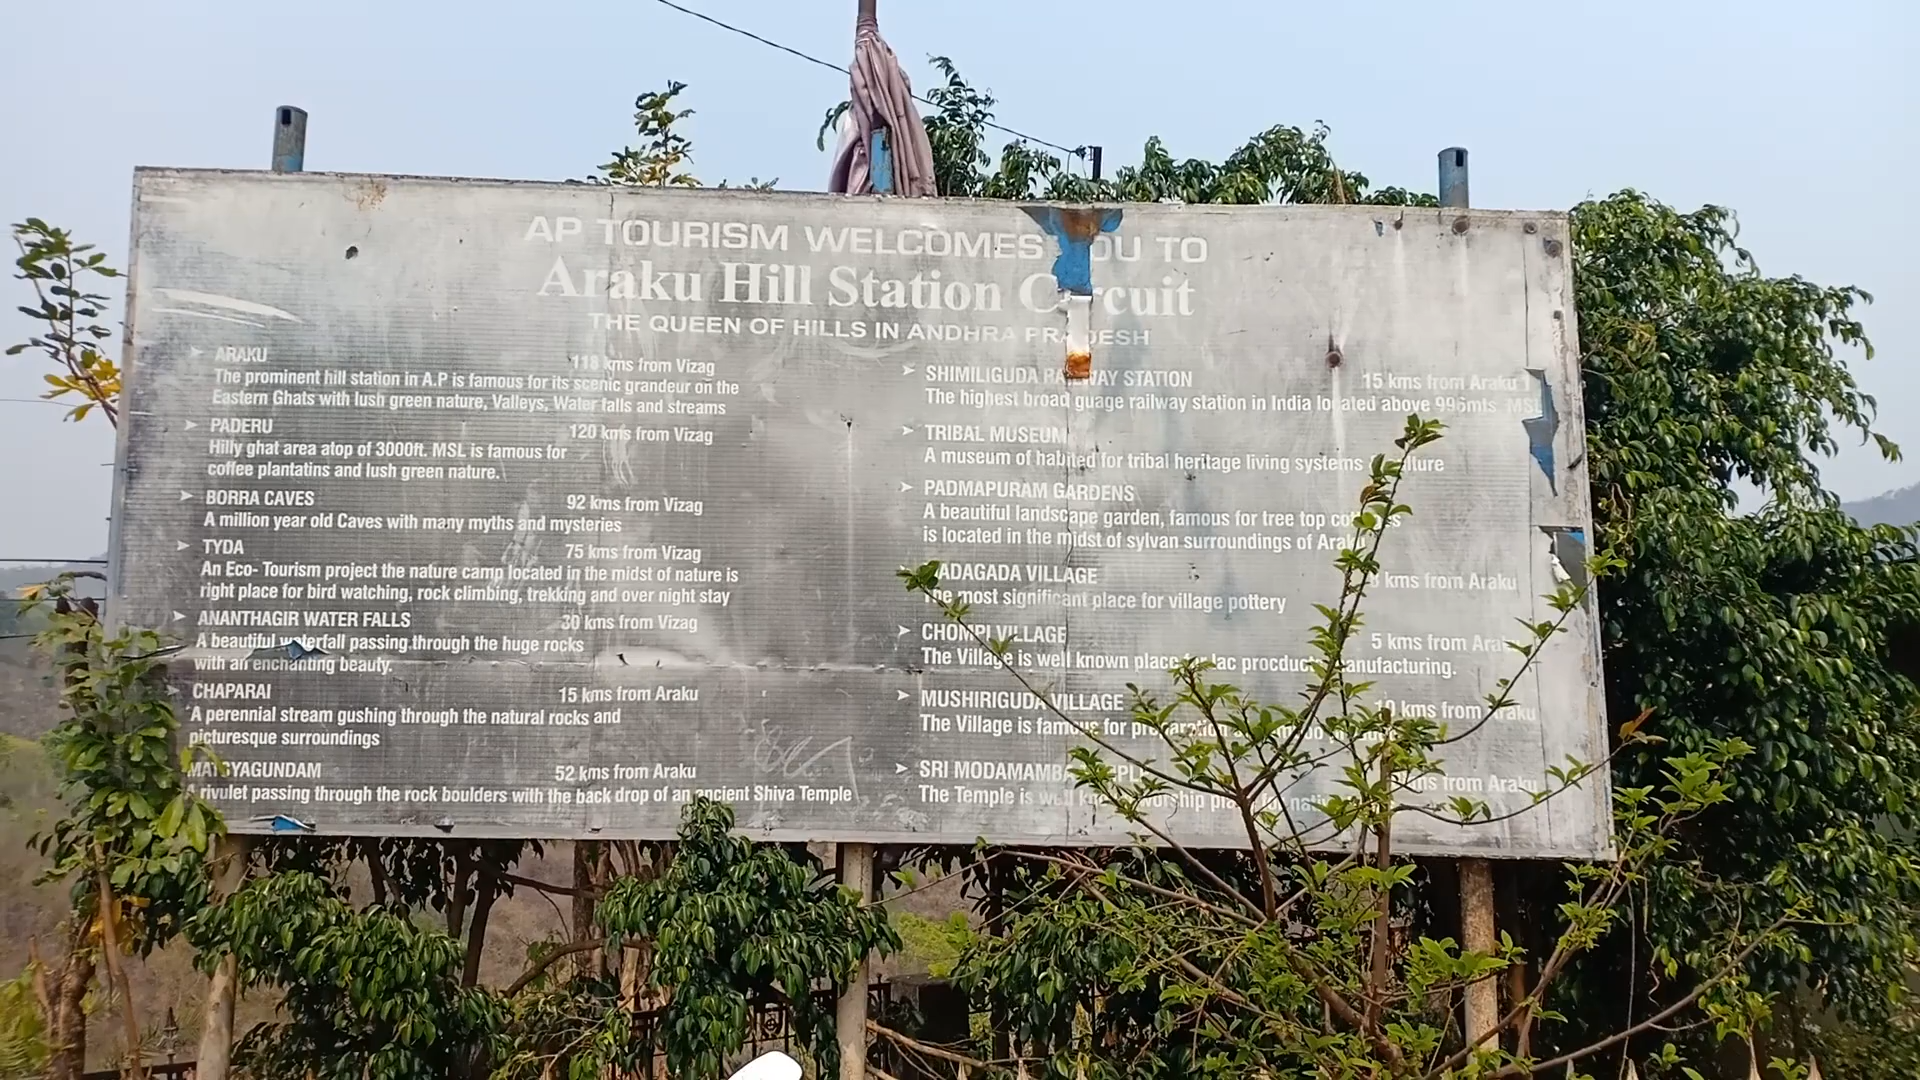 AP TOURISM WELCOMES YOU TO
Araku Hill Station Circuit
THE QUEEN OF HILLS IN ANDHRA PRADESH
ARAKU 118 kms from Vizag
The prominent hill station in A.P is famous for its scenic grandeur on the
Eastern Ghats with lush green nature, Valleys, Water falls and streams
PADERU 120 kms from Vizag
Hilly ghat area atop of 3000ft. MSL is famous for
coffee plantatins and lush green nature.
BORRA CAVES 92 kms from Vizag
A million year old Caves with many myths and mysteries
TYDA 75 kms from Vizag
An Eco- Tourism project the nature camp located in the midst of nature is
right place for bird watching, rock climbing, trekking and over night stay
ANANTHAGIR WATER FALLS 30 kms from Vizag
A beautiful waterfall passing through the huge rocks
with an enchanting beauty.
CHAPARAI 15 kms from Araku
A perennial stream gushing through the natural rocks and
picturesque surroundings
MATSYAGUNDAM 52 kms from Araku
A rivulet passing through the rock boulders with the back drop of an ancient Shiva Temple
SHIMILIGUDA RAILWAY STATION 15 kms from Araku
The highest broad guage railway station in India located above 996mts MSL
TRIBAL MUSEUM
A museum of habited for tribal heritage living systems
PADMAPURAM GARDENS
A beautiful landscape garden, famous for tree top cottages
is located in the midst of sylvan surroundings of Araku
VILLAGE kms from Araku
The most significant place for village pottery
CHOMPI VILLAGE 5 kms from Araku
The Village is well known place for lac procduct manufacturing.
MUSHIRIGUDA VILLAGE 10 kms from Araku
The Village is famous for preparation
SRI MODAMAMBA TEMPLE kms from Araku
The Temple is well worship